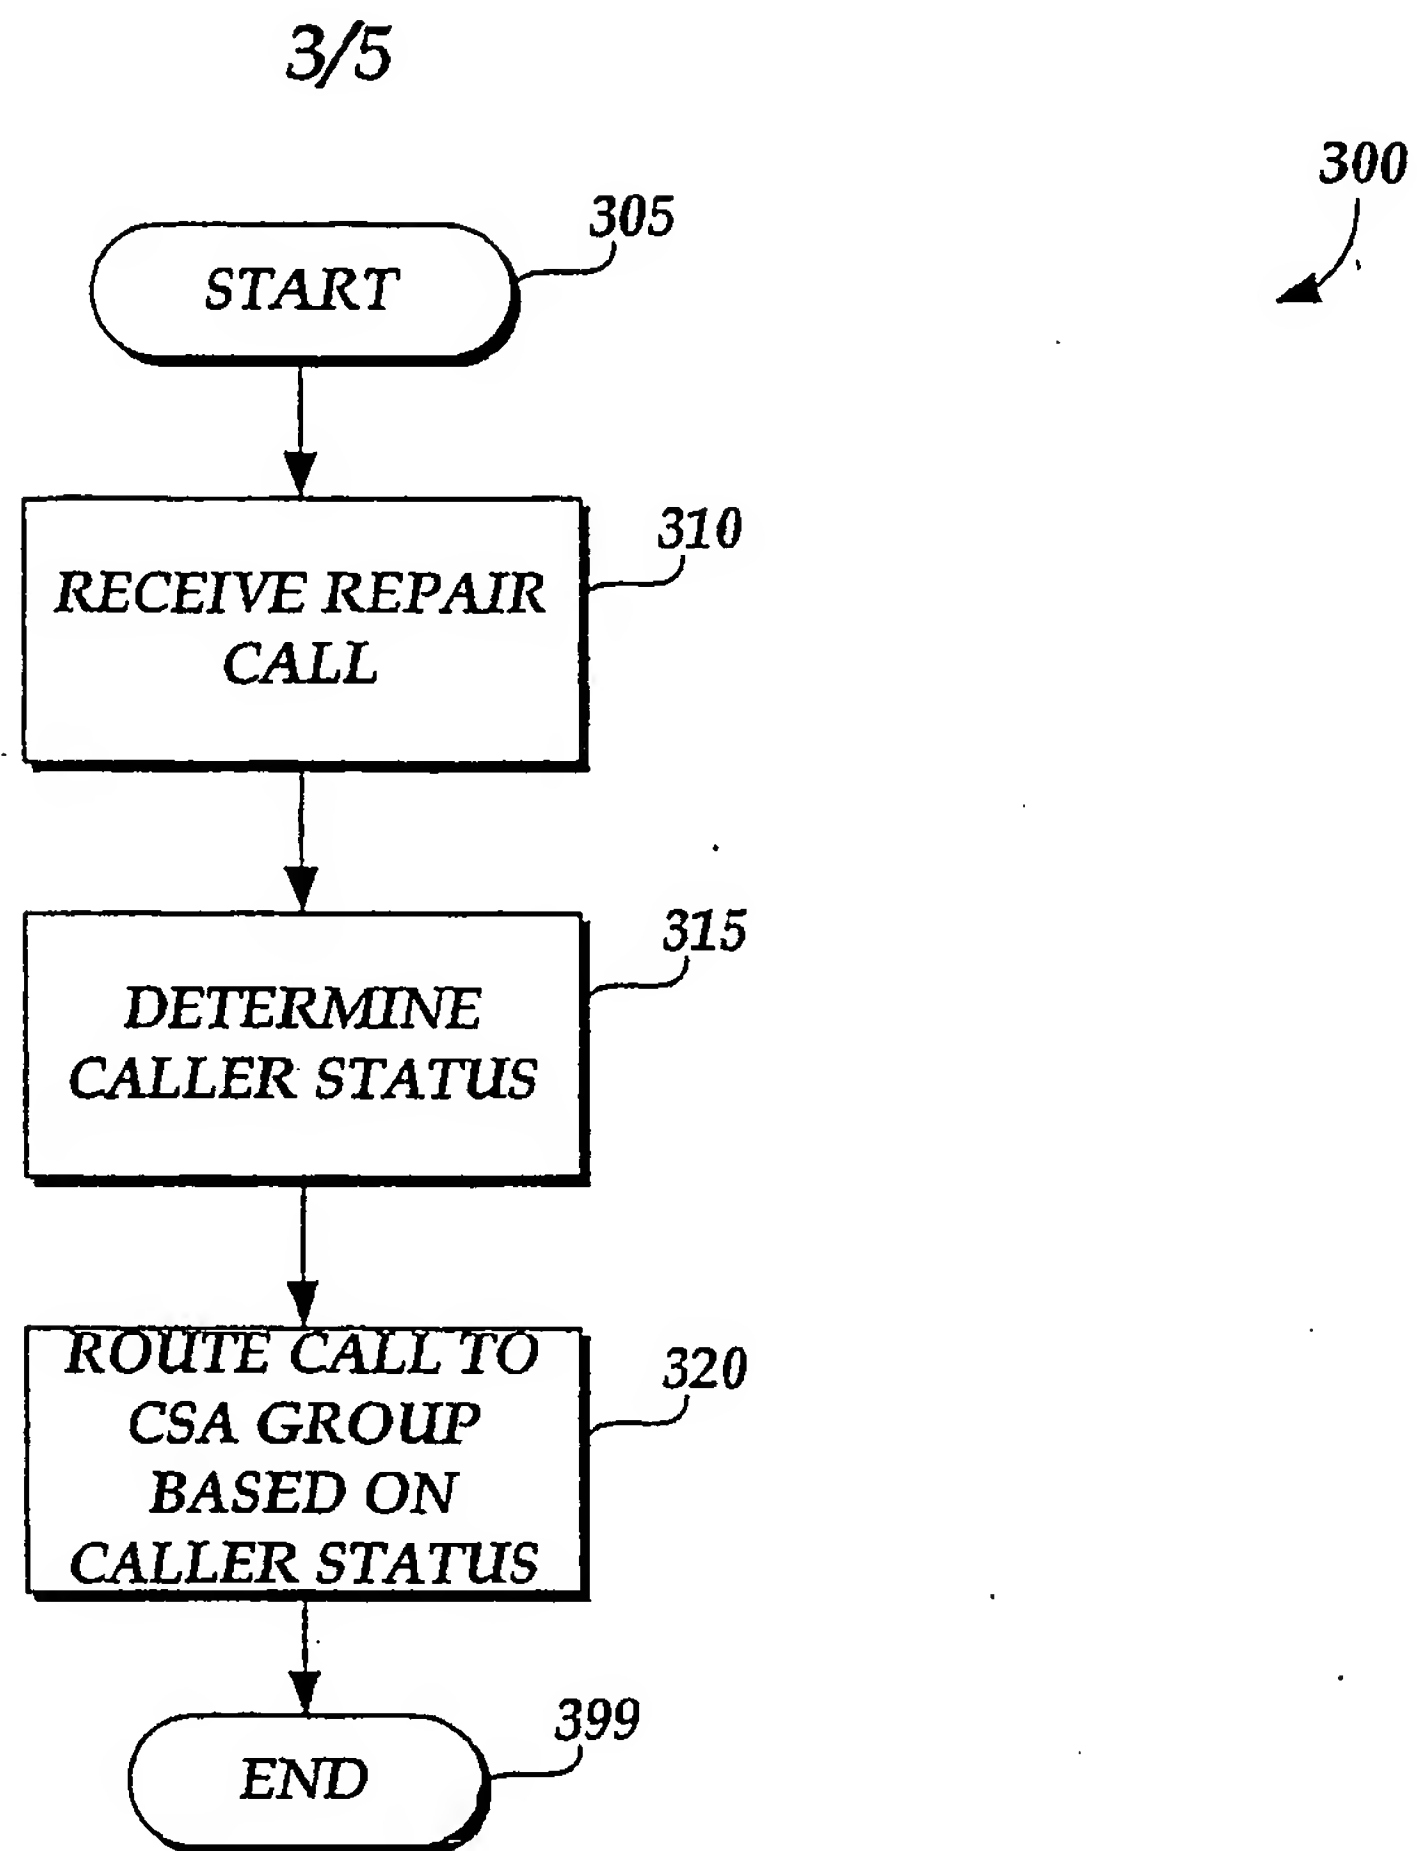 3/5
300
305
START
310
RECEIVE REPAIR
CALL
315
DETERMINE
CALLER STATUS
320
ROUTE CALL TO
CSA GROUP
BASED ON
CALLER STATUS
399
END